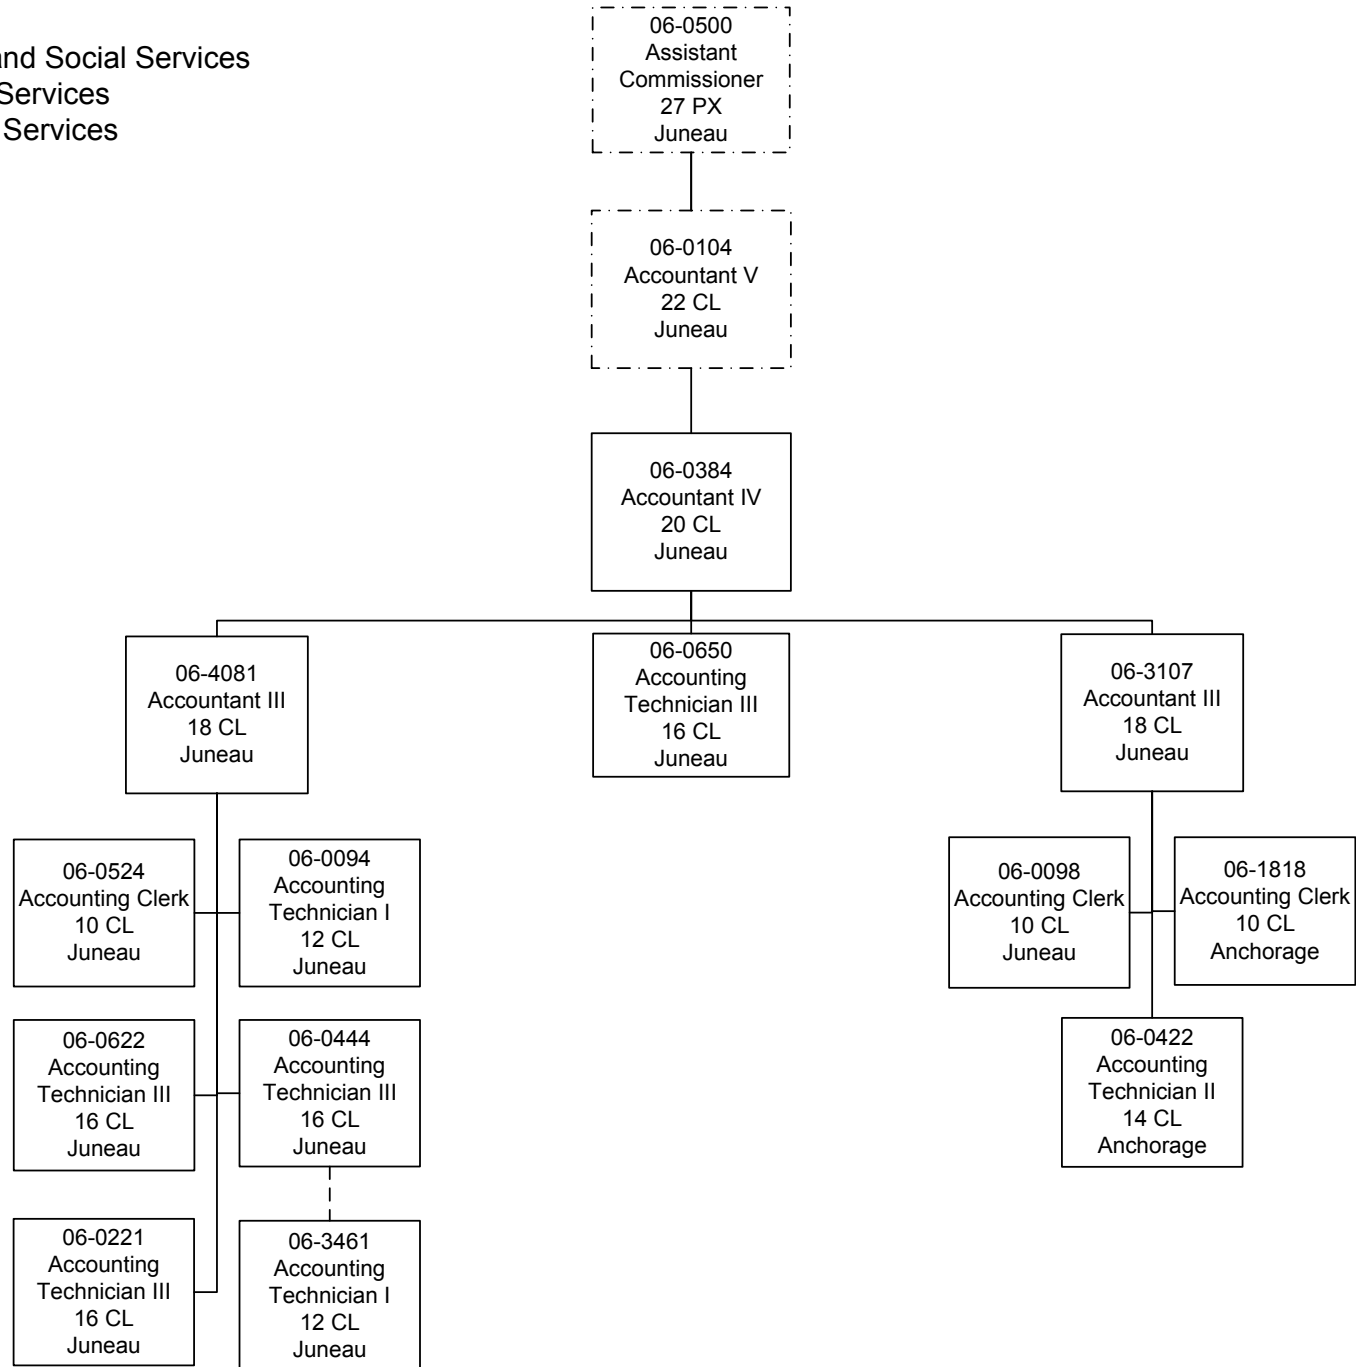 and Social Services
Services
Services
06-0500
Assistant
Commissioner
27 PX
Juneau
06-0104
Accountant V
22 CL
Juneau
06-0384
Accountant IV
20 CL
Juneau
06-4081
Accountant III
18 CL
Juneau
06-0650
Accounting
Technician III
16 CL
Juneau
06-3107
Accountant III
18 CL
Juneau
06-0524
Accounting Clerk
10 CL
Juneau
06-0094
Accounting
Technician I
12 CL
Juneau
06-0098
Accounting Clerk
10 CL
Juneau
06-1818
Accounting Clerk
10 CL
Anchorage
06-0622
Accounting
Technician III
16 CL
Juneau
06-0444
Accounting
Technician III
16 CL
Juneau
06-0422
Accounting
Technician II
14 CL
Anchorage
06-0221
Accounting
Technician III
16 CL
Juneau
06-3461
Accounting
Technician I
12 CL
Juneau